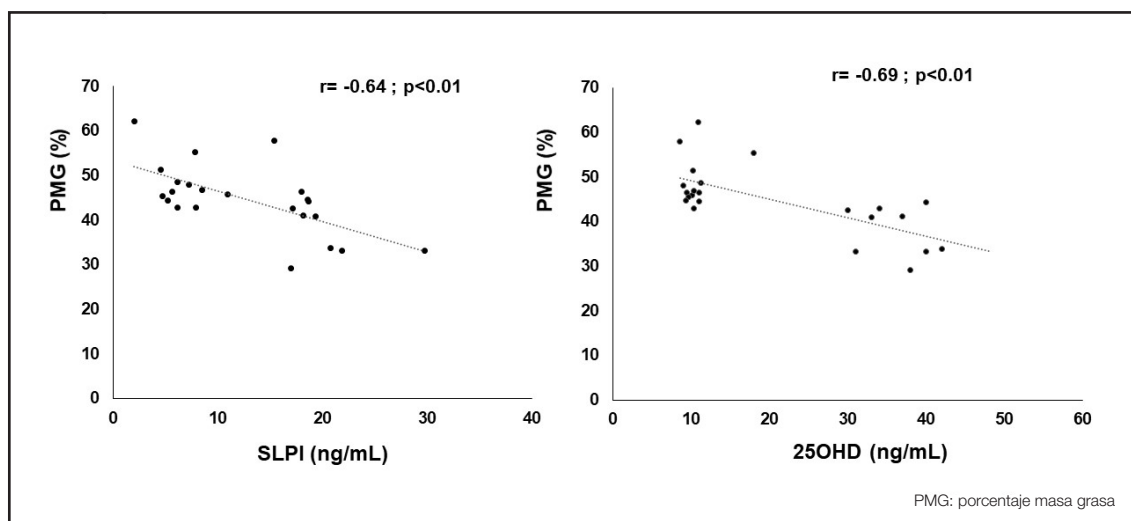 r= -0.64 ; p<0.01
70
60
50
40
30
20
10
0
PMG (%)
0 10 20 30 40
SLPI (ng/mL)
r= -0.69 ; p<0.01
70
60
50
40
30
20
10
0
PMG (%)
0 10 20 30 40 50 60
25OHD (ng/mL)
PMG: porcentaje masa grasa